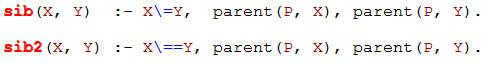 sib(X, Y)  :- X\=Y,  parent(P, X), parent(P, Y).
sib2(X, Y) :- X\==Y, parent(P, X), parent(P, Y).